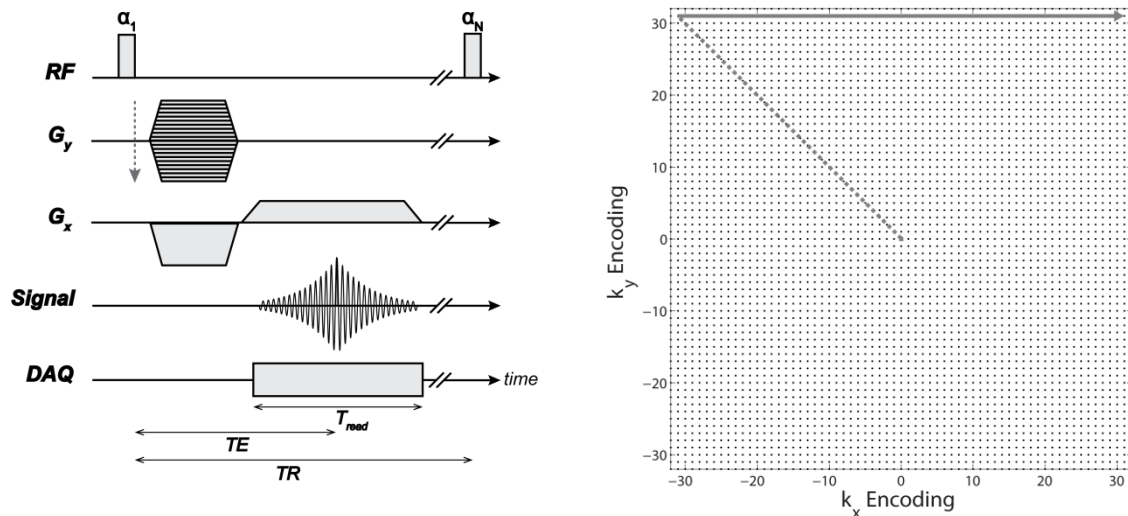 α1
αN
RF
Gy
Gx
Signal
DAQ
time
Tread
TE
TR
30
20
10
0
−10
−20
−30
ky Encoding
−30
−20
−10
0
10
20
30
kx Encoding